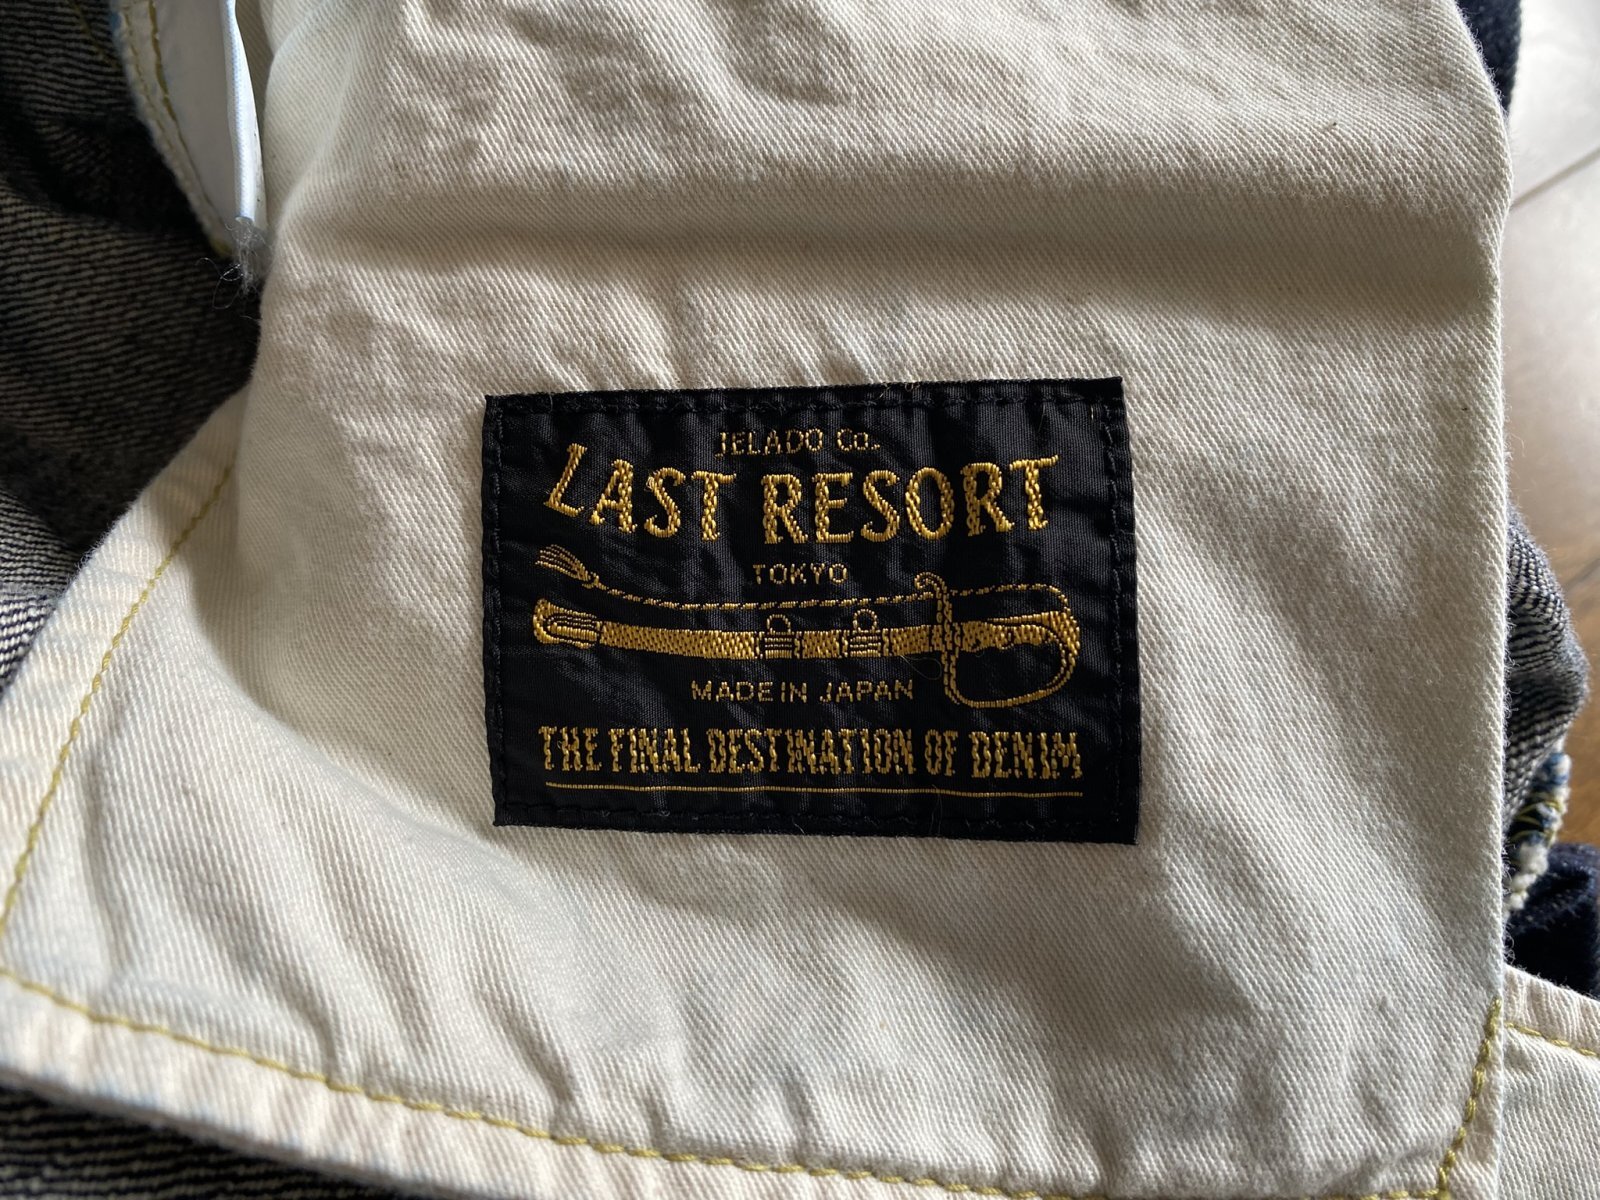 JELADO CO.
LAST RESORT
TOKYO
MADE IN JAPAN
THE FINAL DESTINATION OF DENIM